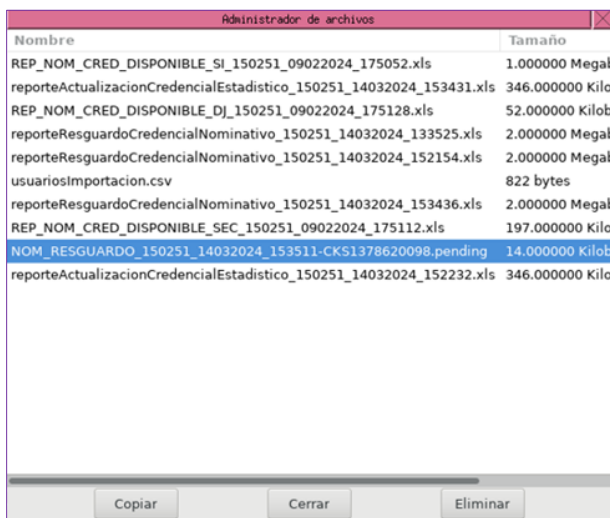 Administrador de archivos
Nombre Tamaño
REP_NOM_CRED_DISPONIBLE_SI_150251_09022024_175052.xls 1.000000 Megab
reporteActualizacionCredencialEstadistico_150251_14032024_153431.xls 346.000000 Kilo
REP_NOM_CRED_DISPONIBLE_DJ_150251_09022024_175128.xls 52.000000 Kilob
reporteResguardoCredencialNominativo_150251_14032024_133525.xls 2.000000 Megab
reporteResguardoCredencialNominativo_150251_14032024_152154.xls 2.000000 Megab
usuariosImportacion.csv 822 bytes
reporteResguardoCredencialNominativo_150251_14032024_153436.xls 2.000000 Megab
REP_NOM_CRED_DISPONIBLE_SEC_150251_09022024_175112.xls 197.000000 Kilo
NOM_RESGUARDO_150251_14032024_153511-CKS1378620098.pending 14.000000 Kilob
reporteActualizacionCredencialEstadistico_150251_14032024_152232.xls 346.000000 Kilo
Copiar Cerrar Eliminar